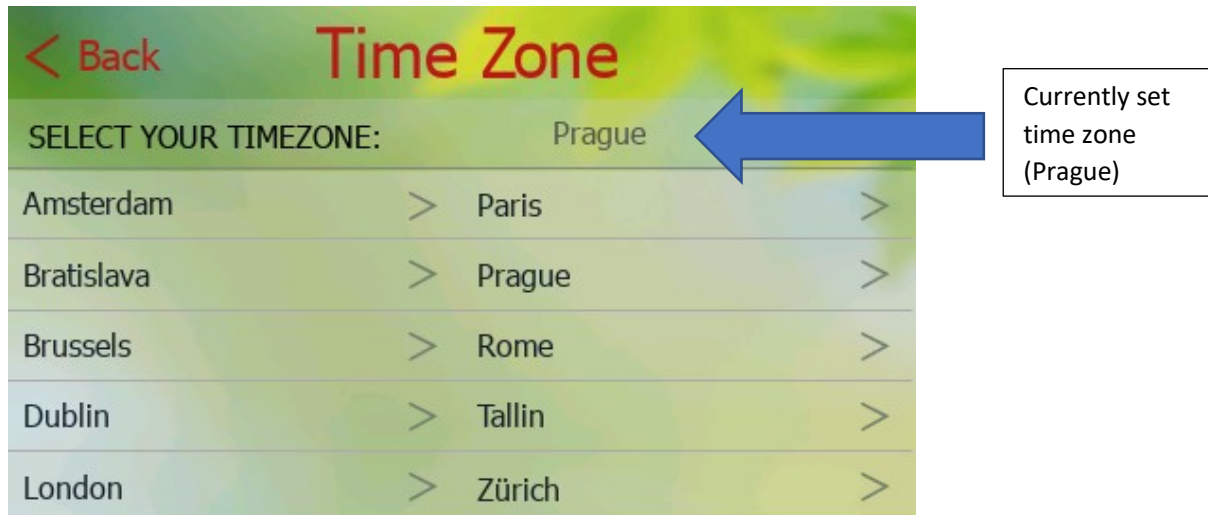 < Back Time Zone
SELECT YOUR TIMEZONE: Prague
Currently set
time zone
(Prague)
Amsterdam > Paris >
Bratislava > Prague >
Brussels > Rome >
Dublin > Tallin >
London > Zürich >